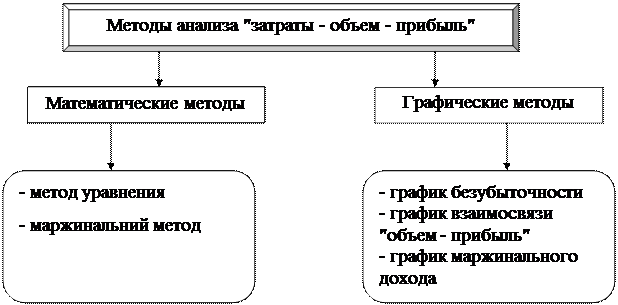 Методы анализа "затраты - объем - прибыль"
Математические методы
Графические методы
- метод уравнения
- маржинальний метод
- график безубыточности
- график взаимосвязи
"объем - прибыль"
- график маржинального
дохода